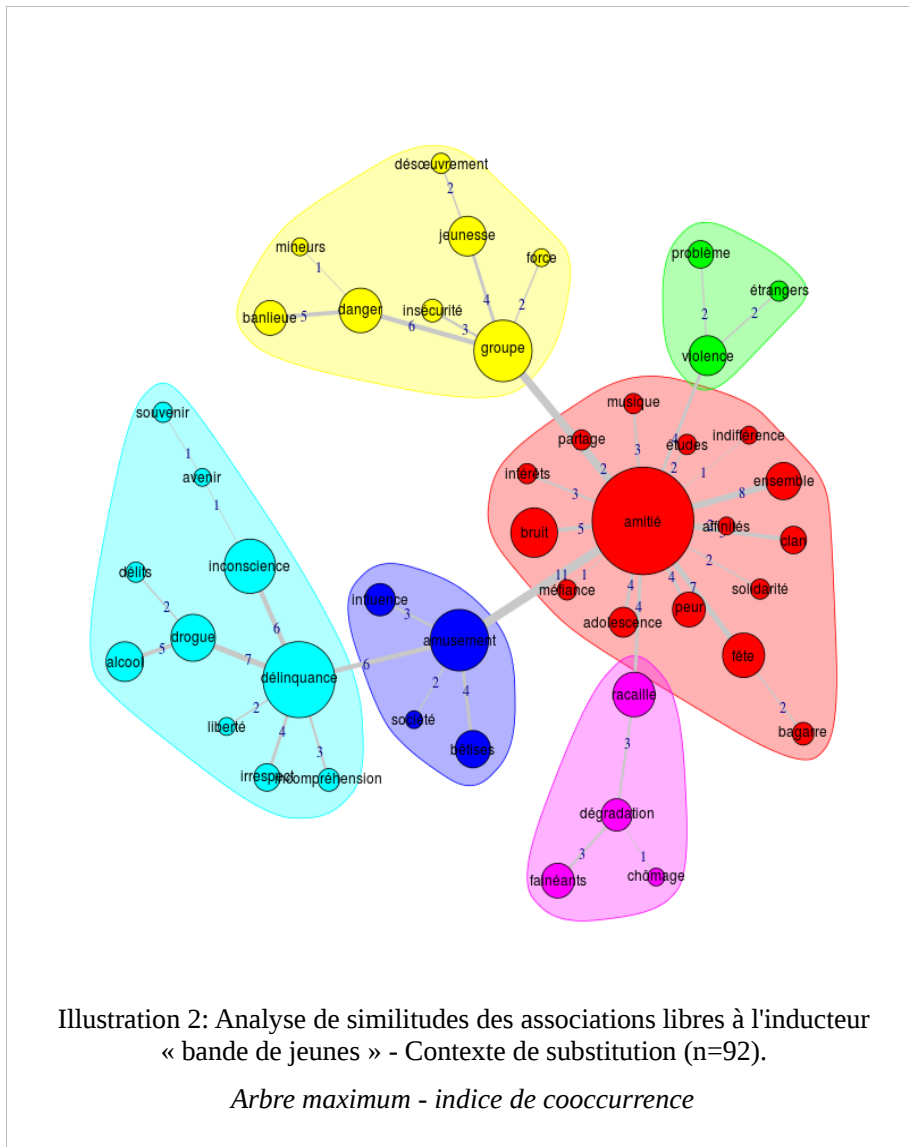 désœuvrement
2
jeunesse
mineurs
force
1
problème
étrangers
banlieue
5
danger
insécurité
4
2
6
3
groupe
2
2
violence
souvenir
musique
4
partage
études
indifférence
1
3
avenir
intérêts
2
2
1
ensemble
3
8
1
amitié
affinités
bruit
5
clan
inconscience
délits
influence
11
1
méfiance
4
4
7
2
solidarité
2
6
3
adolescence
4
peur
drogue
amusement
alcool
5
7
délinquance
6
fête
2
racaille
liberté
2
société
4
2
4
bagarre
irrespect
3
incompréhension
bêtises
3
dégradation
3
1
fainéants
chômage
Illustration 2: Analyse de similitudes des associations libres à l'inducteur
« bande de jeunes » - Contexte de substitution (n=92).
Arbre maximum - indice de cooccurrence